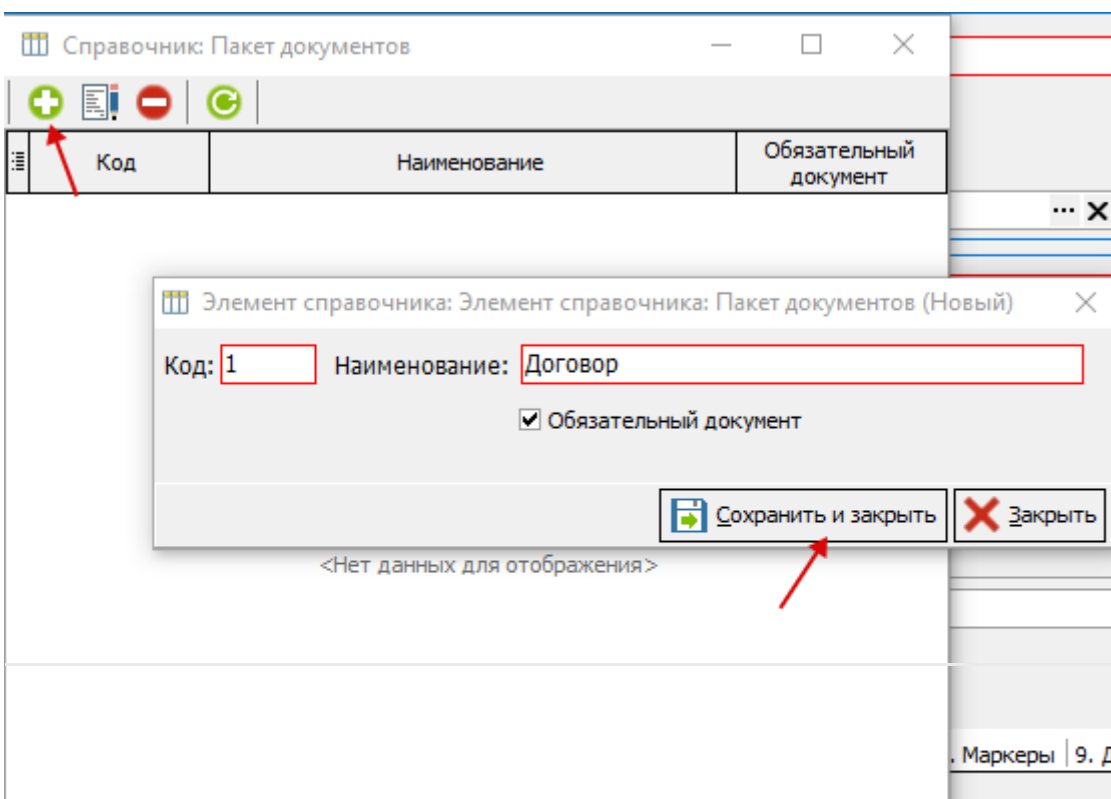 Справочник: Пакет документов
Код
Наименование
Обязательный
документ
Элемент справочника: Элемент справочника: Пакет документов (Новый)
Код: 1 Наименование: Договор
Обязательный документ
Сохранить и закрыть Закрыть
<Нет данных для отображения>
. Маркеры 9.